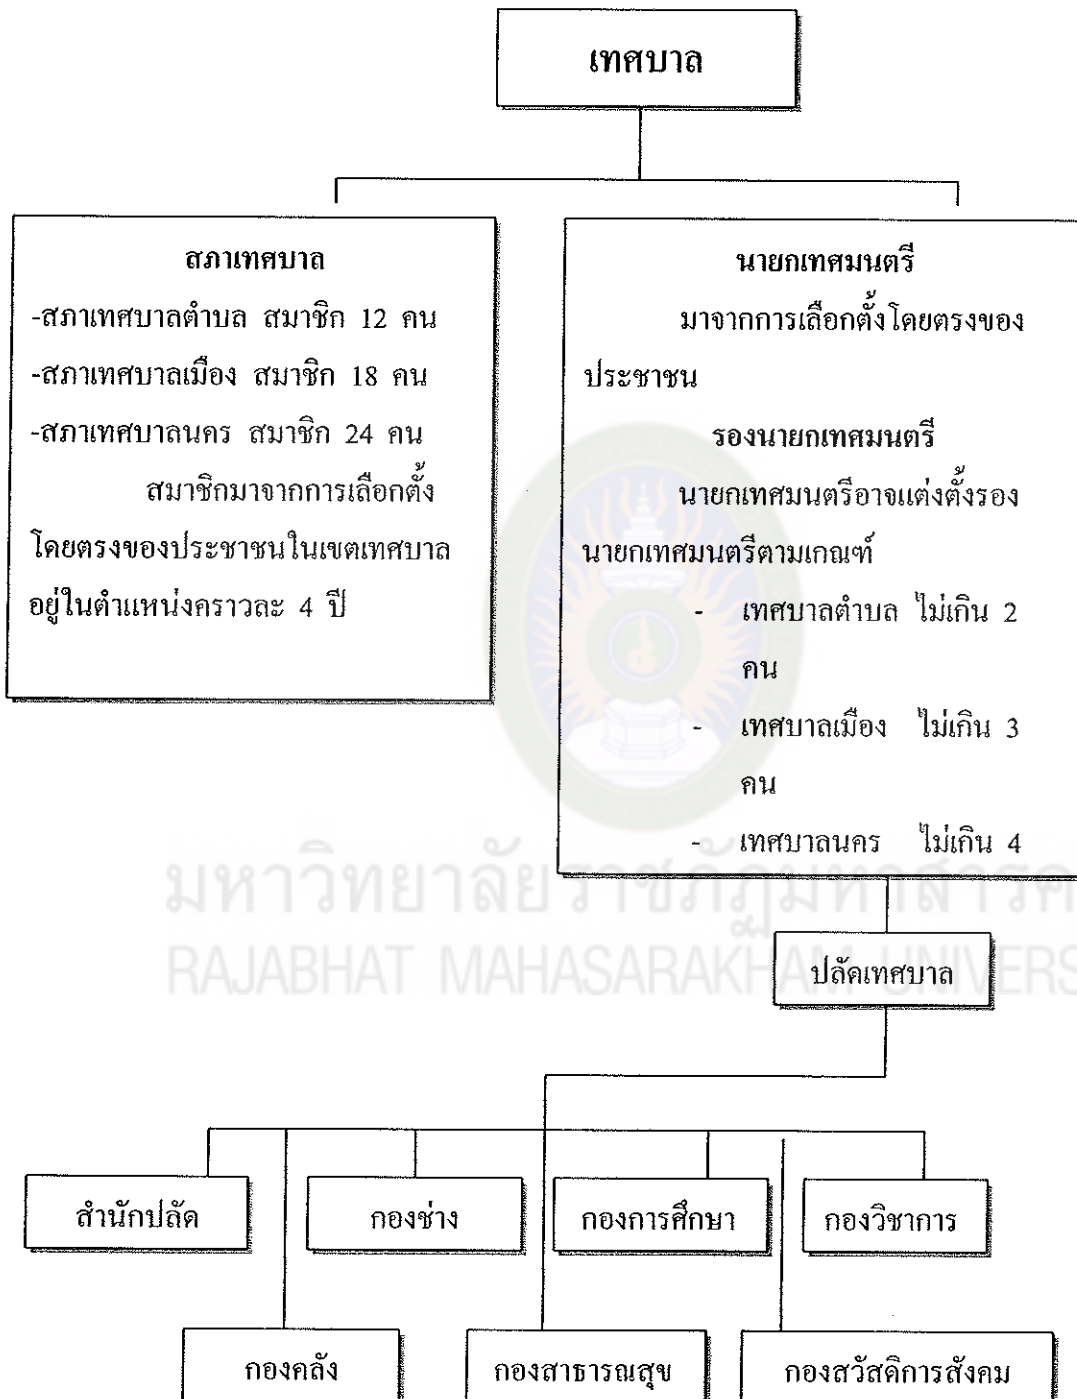 เทศบาล
สภาเทศบาล
-สภาเทศบาลตำบล สมาชิก 12 คน
-สภาเทศบาลเมือง สมาชิก 18 คน
-สภาเทศบาลนคร สมาชิก 24 คน
สมาชิกมาจากการเลือกตั้ง
โดยตรงของประชาชนในเขตเทศบาล
อยู่ในตำแหน่งคราวละ 4 ปี
นายกเทศมนตรี
มาจากการเลือกตั้งโดยตรงของ
ประชาชน
รองนายกเทศมนตรี
นายกเทศมนตรีอาจแต่งตั้งรอง
นายกเทศมนตรีตามเกณฑ์
- เทศบาลตำบล ไม่เกิน 2
คน
- เทศบาลเมือง ไม่เกิน 3
คน
- เทศบาลนคร ไม่เกิน 4
มหาวิทยาลัยราชภัฏมหาสารค
RAJABHAT MAHASARAKHAM UNIVERS
ปลัดเทศบาล
สำนักปลัด
กองช่าง
กองการศึกษา
กองวิชาการ
กองคลัง
กองสาธารณสุข
กองสวัสดิการสังคม